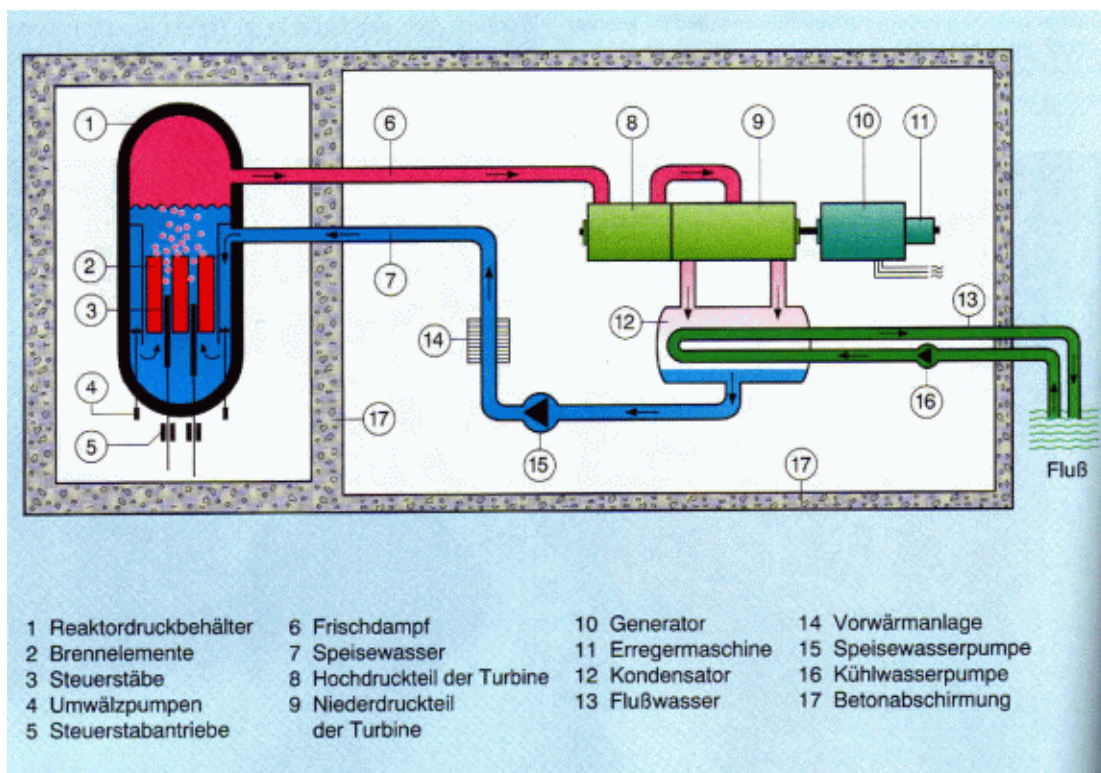 1
6
8
9
10
11
2
7
3
12
13
14
4
17
16
5
15
17
Fluß
1 Reaktordruckbehälter
2 Brennelemente
3 Steuerstäbe
4 Umwälzpumpen
5 Steuerstabantriebe
6 Frischdampf
7 Speisewasser
8 Hochdruckteil der Turbine
9 Niederdruckteil
der Turbine
10 Generator
11 Erregermaschine
12 Kondensator
13 Flußwasser
14 Vorwärmanlage
15 Speisewasserpumpe
16 Kühlwasserpumpe
17 Betonabschirmung